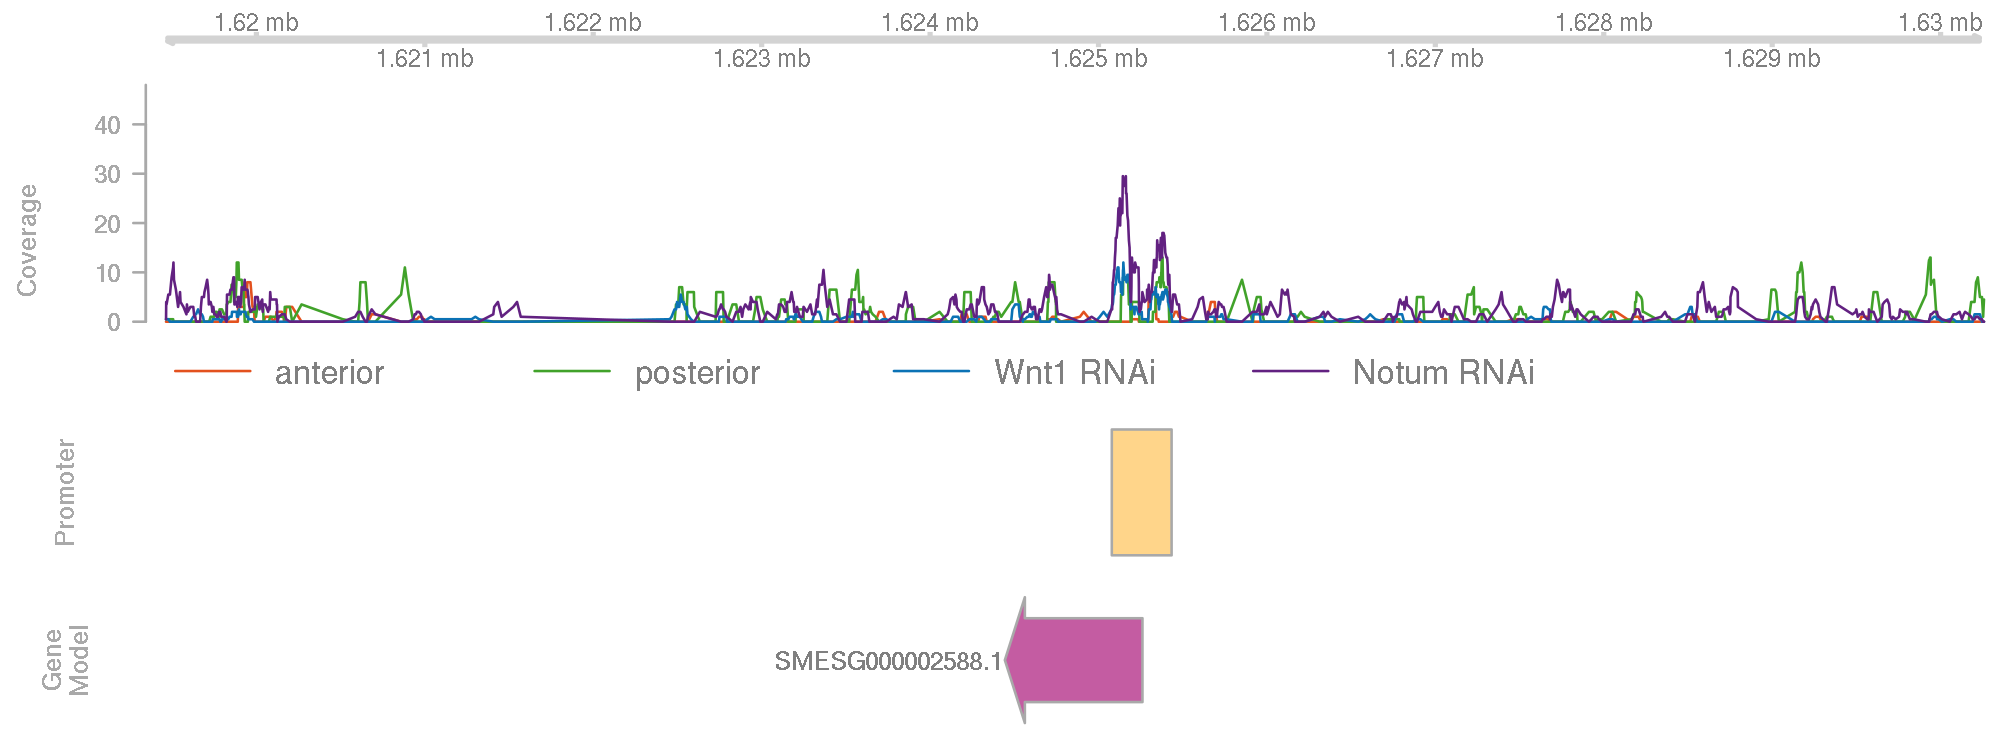 1.62 mb 1.622 mb 1.624 mb 1.626 mb 1.628 mb 1.63 mb
1.621 mb 1.623 mb 1.625 mb 1.627 mb 1.629 mb
Coverage
40
30
20
10
0
anterior posterior Wnt1 RNAi Notum RNAi
Promoter
Gene
Model
SMESG000002588.1